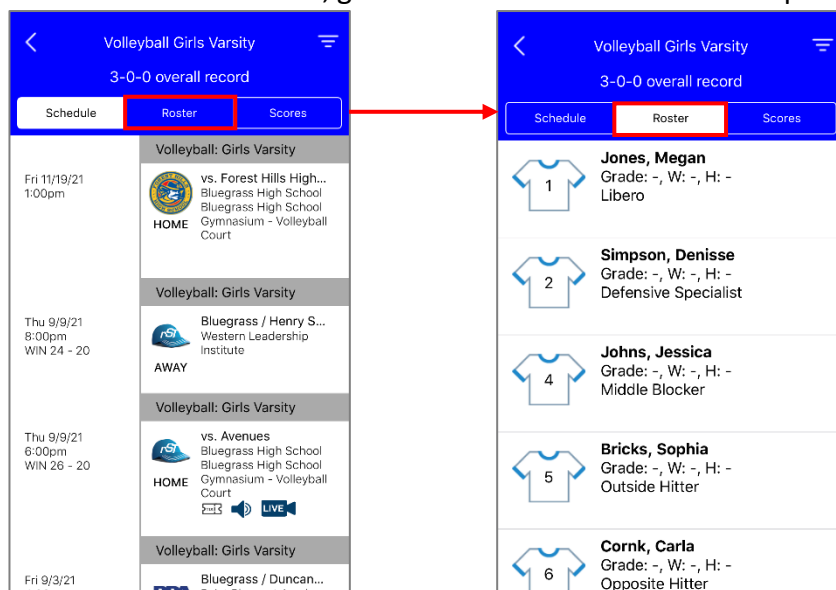 Volleyball Girls Varsity
3-0-0 overall record
Schedule Roster Scores
Volleyball: Girls Varsity
Fri 11/19/21
1:00pm
HOME
vs. Forest Hills High...
Bluegrass High School
Bluegrass High School
Gymnasium - Volleyball
Court
Volleyball: Girls Varsity
Thu 9/9/21
8:00pm
WIN 24 - 20
rSt
AWAY
Bluegrass / Henry S...
Western Leadership
Institute
Volleyball: Girls Varsity
Thu 9/9/21
6:00pm
WIN 26 - 20
rSt
HOME
vs. Avenues
Bluegrass High School
Bluegrass High School
Gymnasium - Volleyball
Court
LIVE
Volleyball: Girls Varsity
Fri 9/3/21
Bluegrass / Duncan...
Volleyball Girls Varsity
3-0-0 overall record
Schedule Roster Scores
1
Jones, Megan
Grade: -, W: -, H: -
Libero
2
Simpson, Denisse
Grade: -, W: -, H: -
Defensive Specialist
4
Johns, Jessica
Grade: -, W: -, H: -
Middle Blocker
5
Bricks, Sophia
Grade: -, W: -, H: -
Outside Hitter
6
Cornk, Carla
Grade: -, W: -, H: -
Opposite Hitter